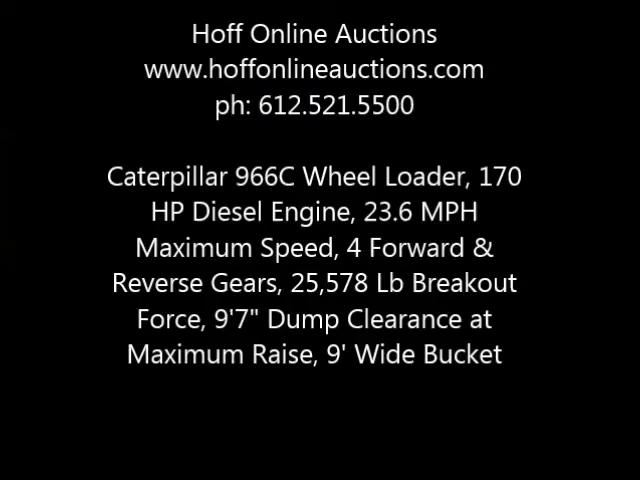 Hoff Online Auctions
www.hoffonlineauctions.com
ph: 612.521.5500
Caterpillar 966C Wheel Loader, 170
HP Diesel Engine, 23.6 MPH
Maximum Speed, 4 Forward &
Reverse Gears, 25,578 Lb Breakout
Force, 9'7" Dump Clearance at
Maximum Raise, 9' Wide Bucket